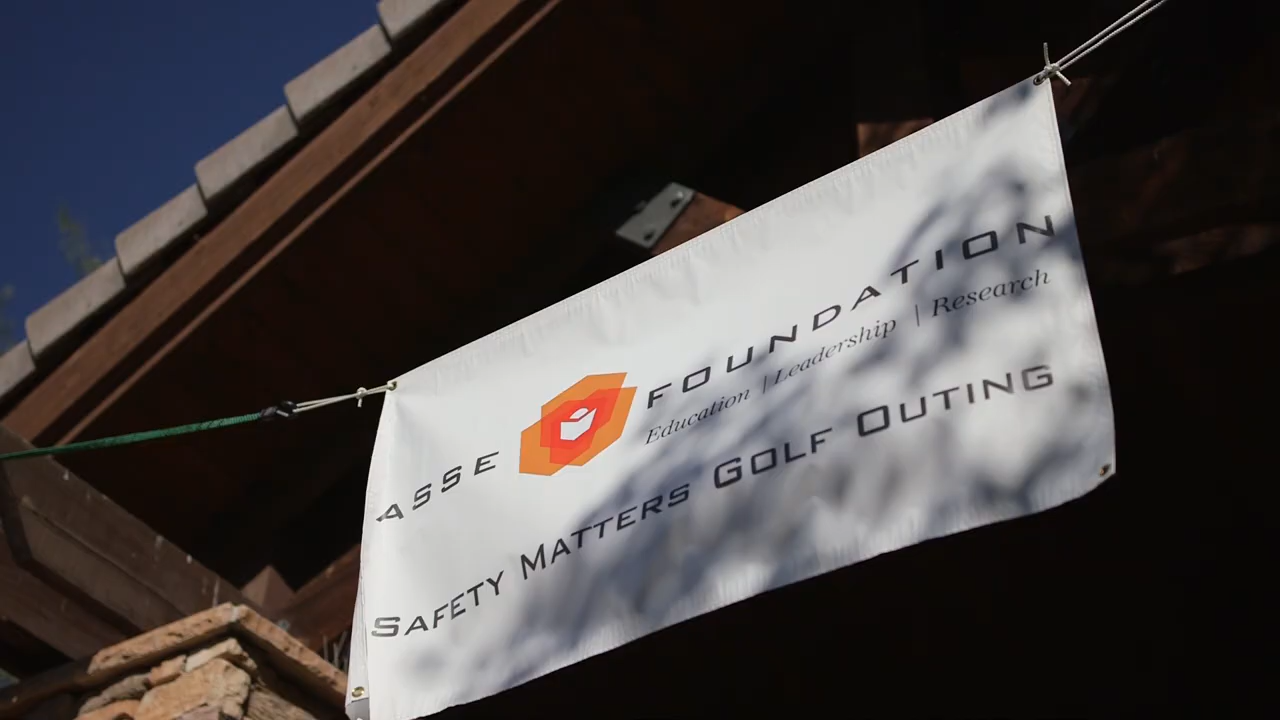 ASSE FOUNDATION
Education | Leadership | Research
SAFETY MATTERS GOLF OUTING